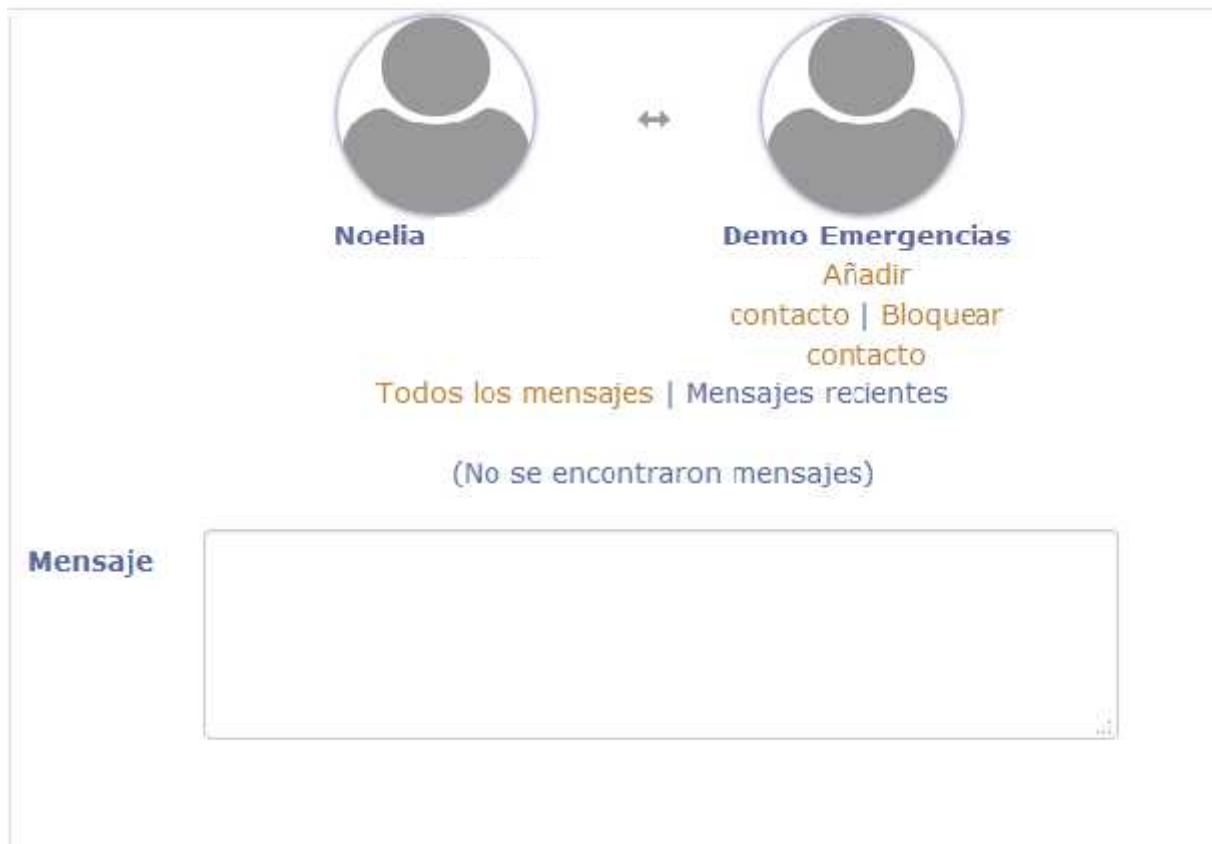 Noelia
Demo Emergencias
Añadir
contacto | Bloquear
contacto
Todos los mensajes | Mensajes recientes
(No se encontraron mensajes)
Mensaje